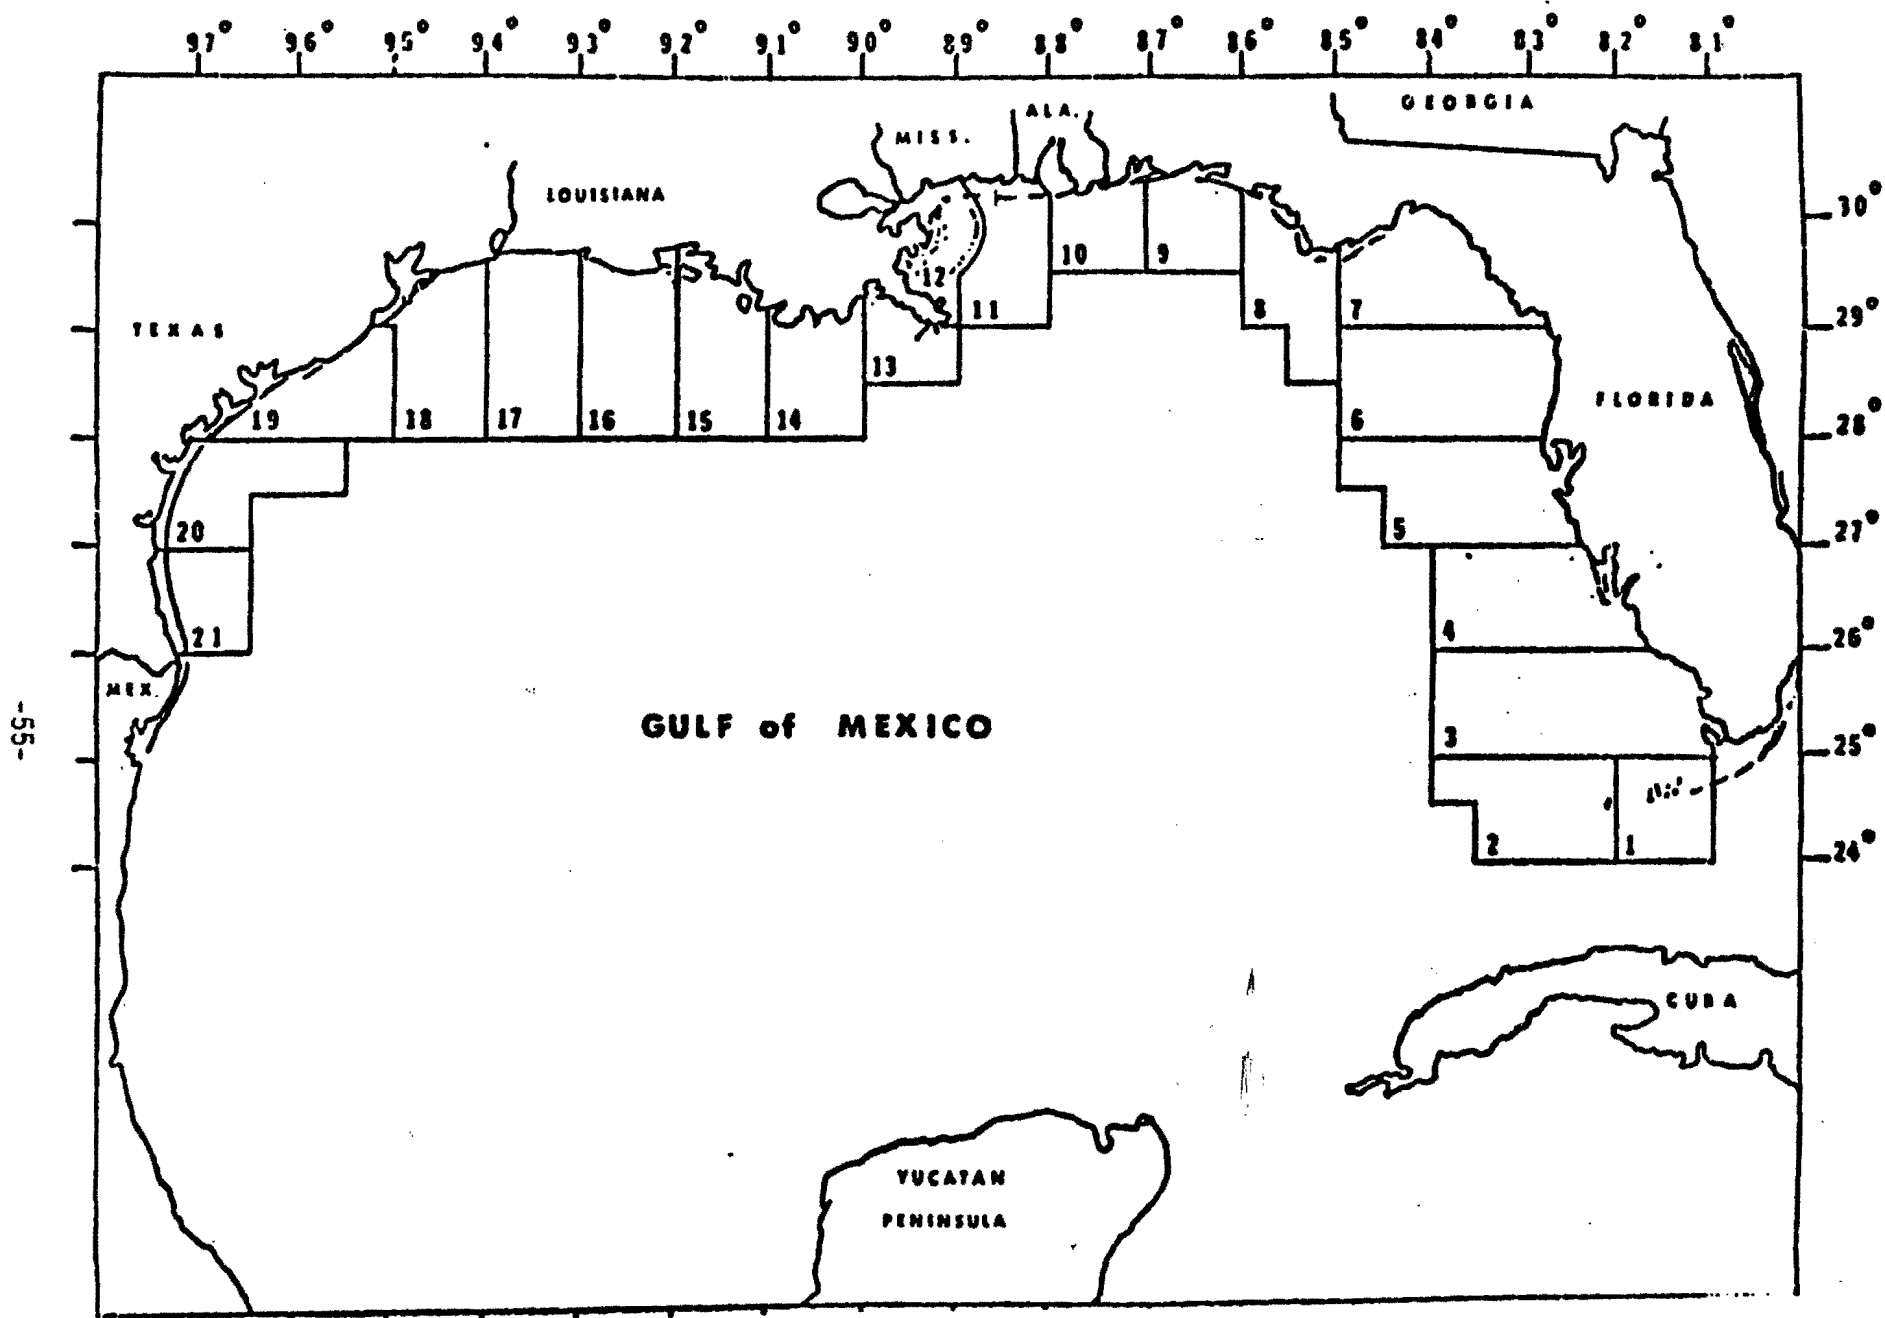 97° 96° 95° 94° 93° 92° 91° 90° 89° 88° 87° 86° 85° 84° 83° 82° 81°
GEORGIA
ALA.
MISS.
LOUISIANA
30°
10 9
12
11 8 7 29°
TEXAS
13
FLORIDA
19 18 17 16 15 14 6 28°
20 5 27°
21 4 26°
MEX.
GULF of MEXICO
-55-
3 25°
2 1 24°
CUBA
YUCATAN
PENINSULA